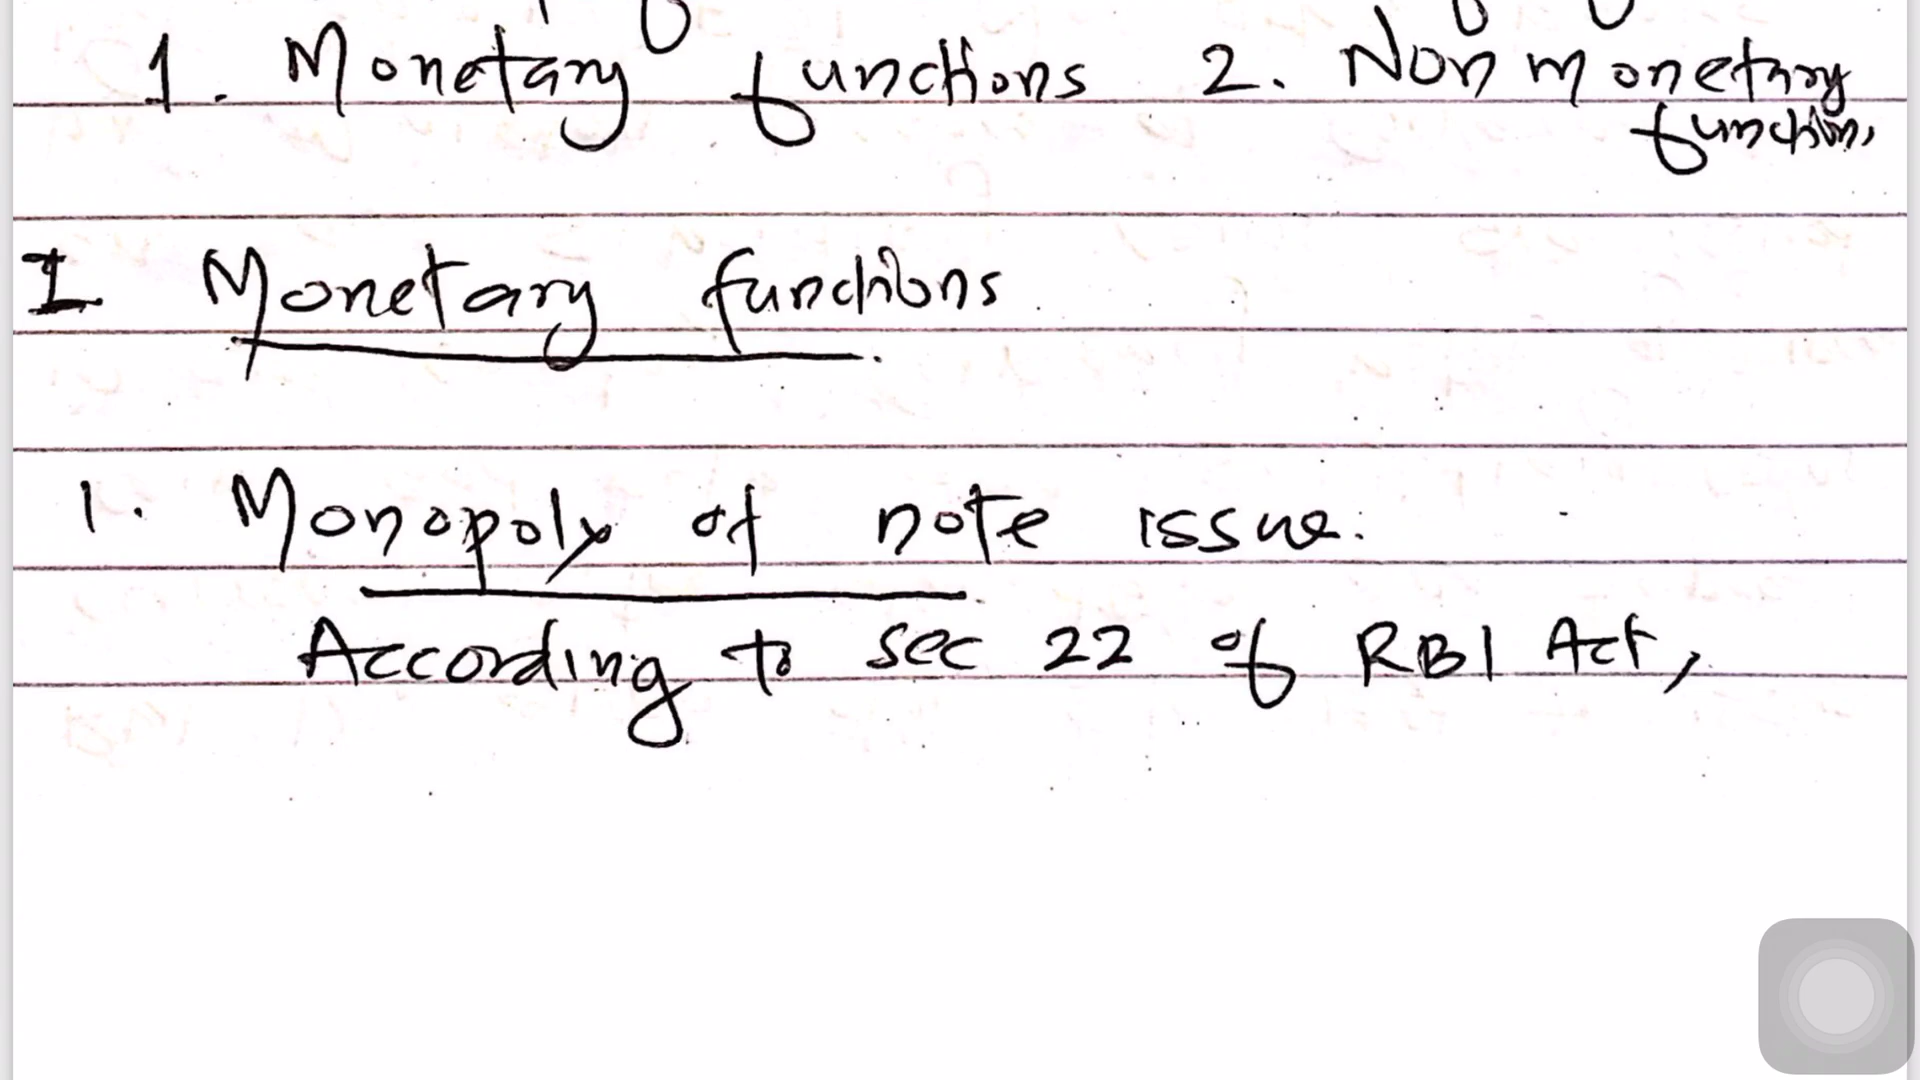 1. Monetary functions 2. Non monetary
functions
I Monetary functions
1. Monopoly of note issue.
According to sec 22 of RBI Act,